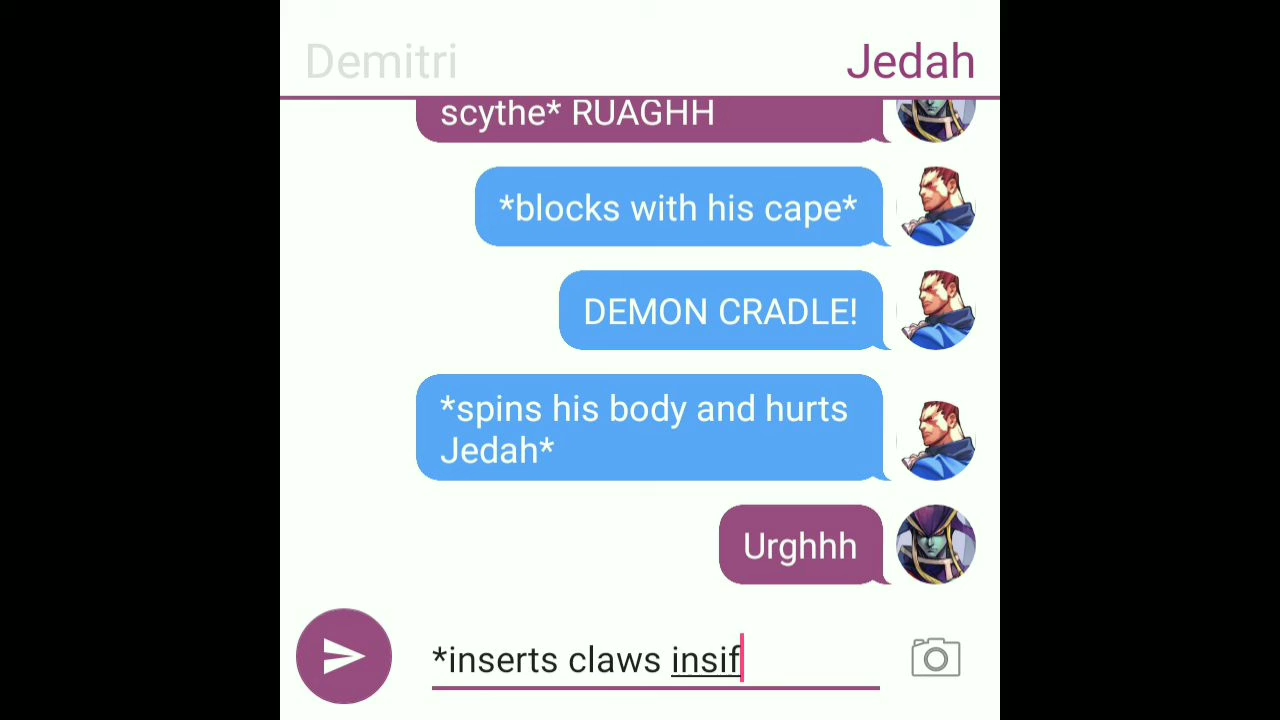 Demitri
Jedah
scythe* RUAGHH
*blocks with his cape*
DEMON CRADLE!
*spins his body and hurts
Jedah*
Urghhh
*inserts claws insif